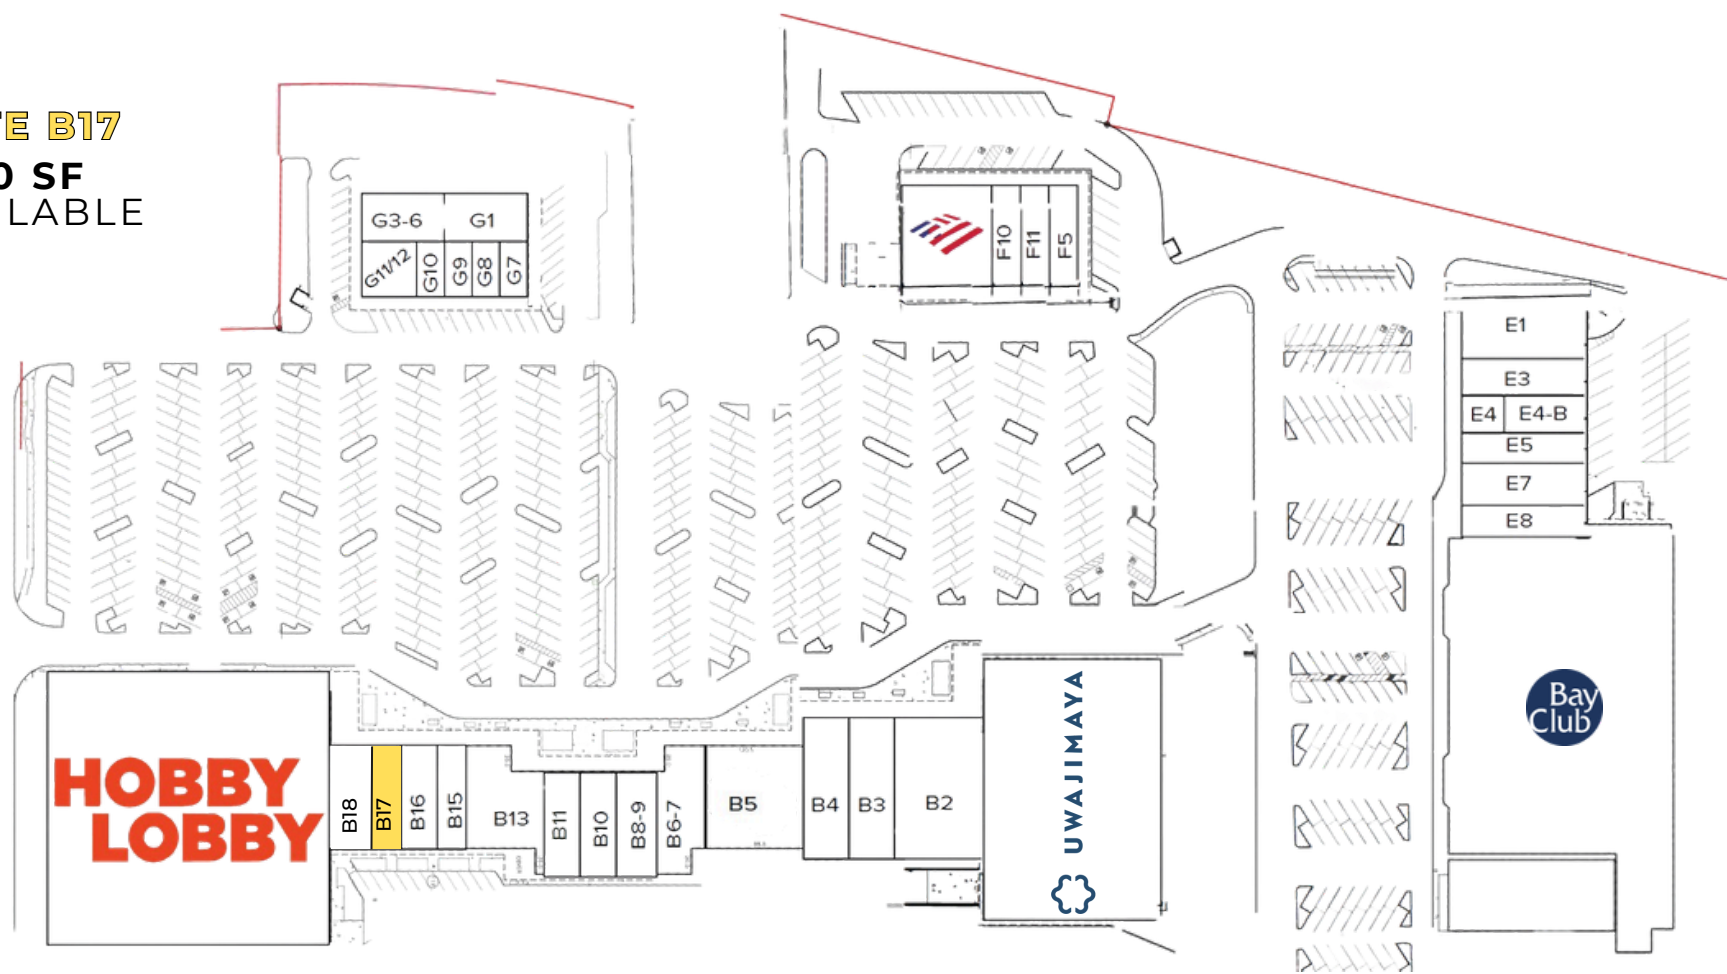 TE B17
0 SF
LABLE
G3-6 G1
G11/12 G10 G9 G8 G7
F10 F11 F5
E1
E3
E4 E4-B
E5
E7
E8
Bay
Club
HOBBY
LOBBY
B18 B17 B16 B15 B13 B11 B10 B8-9 B6-7 B5 B4 B3 B2
UWAJIMAYA